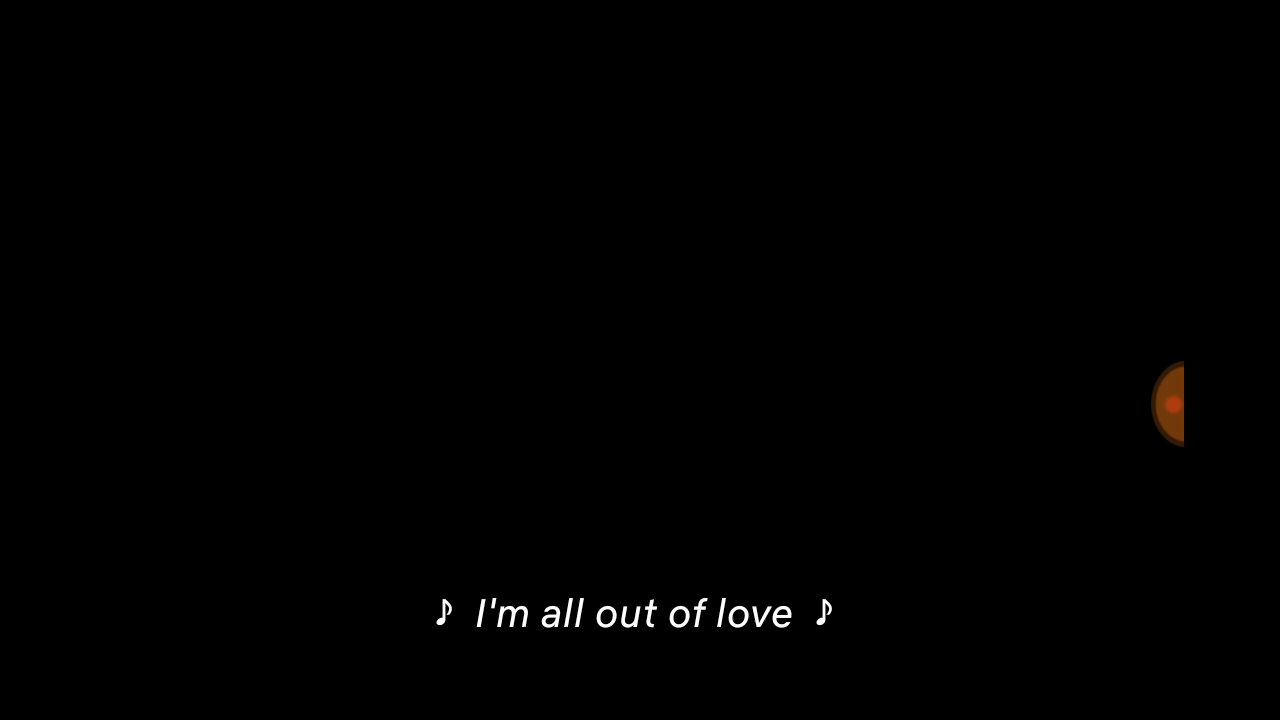 ♪ I'm all out of love ♪